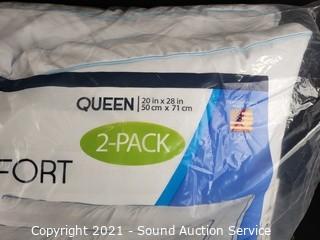 QUEEN 20 in x 28 in
50 cm x 71 cm
2-PACK
FORT
Copyright 2021 - Sound Auction Service